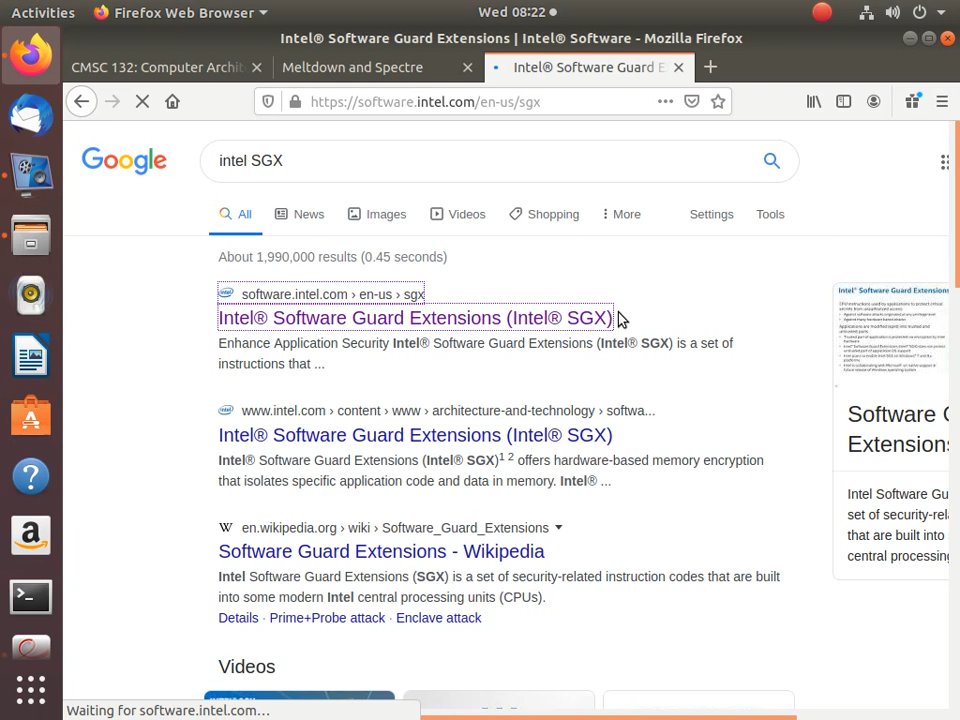 Activities
Firefox Web Browser
Wed 08:22
Intel® Software Guard Extensions | Intel® Software - Mozilla Firefox
CMSC 132: Computer Archit
Meltdown and Spectre
Intel® Software Guard E
https://software.intel.com/en-us/sgx
Google
intel SGX
All
News
Images
Videos
Shopping
More
Settings
Tools
About 1,990,000 results (0.45 seconds)
software.intel.com › en-us › sgx
Intel® Software Guard Extensions (Intel® SGX)
Enhance Application Security Intel® Software Guard Extensions (Intel® SGX) is a set of
instructions that ...
www.intel.com › content › www › architecture-and-technology › softwa...
Intel® Software Guard Extensions (Intel® SGX)
Intel® Software Guard Extensions (Intel® SGX)1 2 offers hardware-based memory encryption
that isolates specific application code and data in memory. Intel® ...
W en.wikipedia.org › wiki › Software_Guard_Extensions
Software Guard Extensions - Wikipedia
Intel Software Guard Extensions (SGX) is a set of security-related instruction codes that are built
into some modern Intel central processing units (CPUs).
Details · Prime+Probe attack · Enclave attack
Videos
Intel® Software Guard Extensions
Software G
Extensions
Intel Software Gu
set of security-rela
that are built into
central processing
Waiting for software.intel.com...